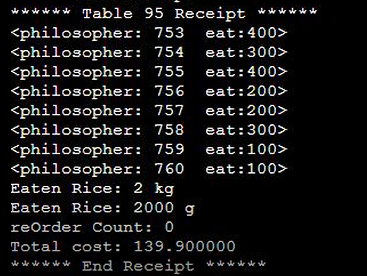 ****** Table 95 Receipt ******
<philosopher: 753  eat:400>
<philosopher: 754  eat:300>
<philosopher: 755  eat:400>
<philosopher: 756  eat:200>
<philosopher: 757  eat:200>
<philosopher: 758  eat:300>
<philosopher: 759  eat:100>
<philosopher: 760  eat:100>
Eaten Rice: 2 kg
Eaten Rice: 2000 g
reOrder Count: 0
Total cost: 139.900000
****** End Receipt ******